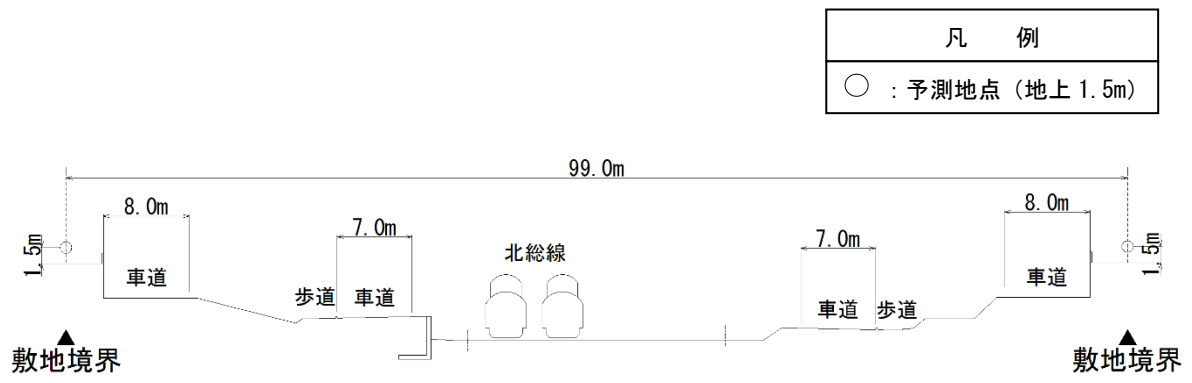 凡　例
○ ：予測地点（地上 1.5m）
99.0m
8.0m
8.0m
7.0m
7.0m
1.5m
北総線
1.5m
車道
車道
歩道 車道
車道 歩道
敷地境界
敷地境界